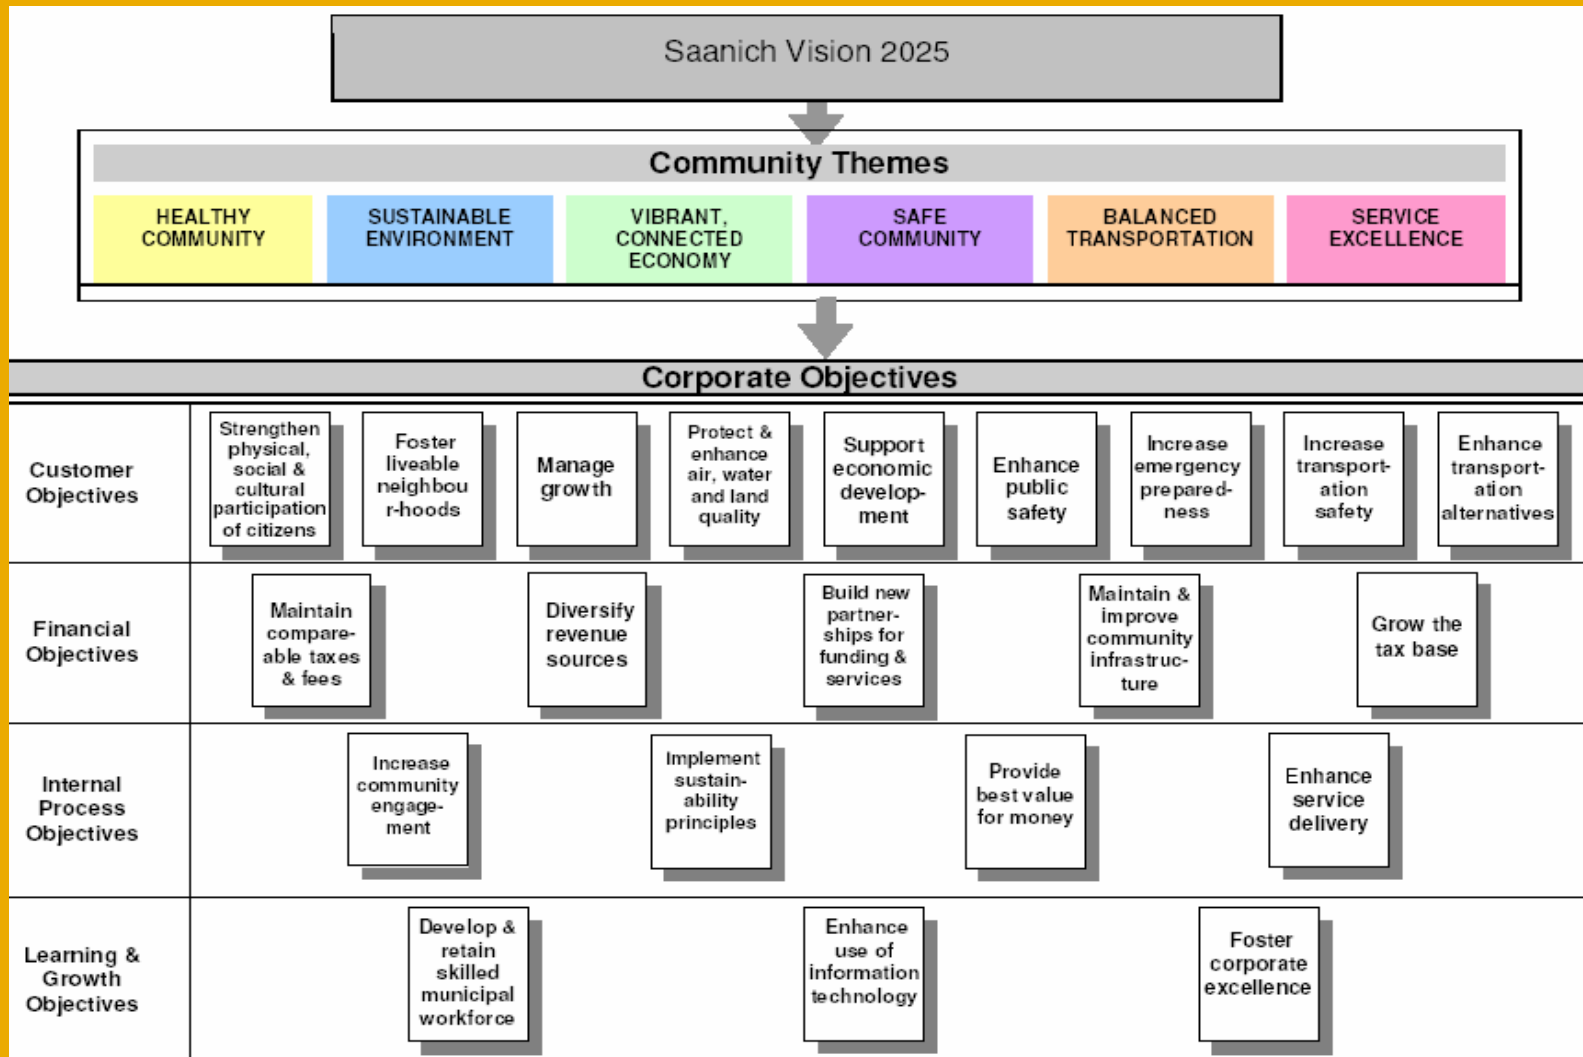 Saanich Vision 2025
Community Themes
HEALTHY
COMMUNITY
SUSTAINABLE
ENVIRONMENT
VIBRANT,
CONNECTED
ECONOMY
SAFE
COMMUNITY
BALANCED
TRANSPORTATION
SERVICE
EXCELLENCE
Corporate Objectives
Customer
Objectives
Strengthen
physical,
social &
cultural
participation
of citizens
Foster
liveable
neighbou
r-hoods
Manage
growth
Protect &
enhance
air, water
and land
quality
Support
economic
develop-
ment
Enhance
public
safety
Increase
emergency
prepared-
ness
Increase
transport-
ation
safety
Enhance
transport-
ation
alternatives
Financial
Objectives
Maintain
compare-
able taxes
& fees
Diversify
revenue
sources
Build new
partner-
ships for
funding &
services
Maintain &
improve
community
infrastruc-
ture
Grow the
tax base
Internal
Process
Objectives
Increase
community
engage-
ment
Implement
sustain-
ability
principles
Provide
best value
for money
Enhance
service
delivery
Learning &
Growth
Objectives
Develop &
retain
skilled
municipal
workforce
Enhance
use of
information
technology
Foster
corporate
excellence